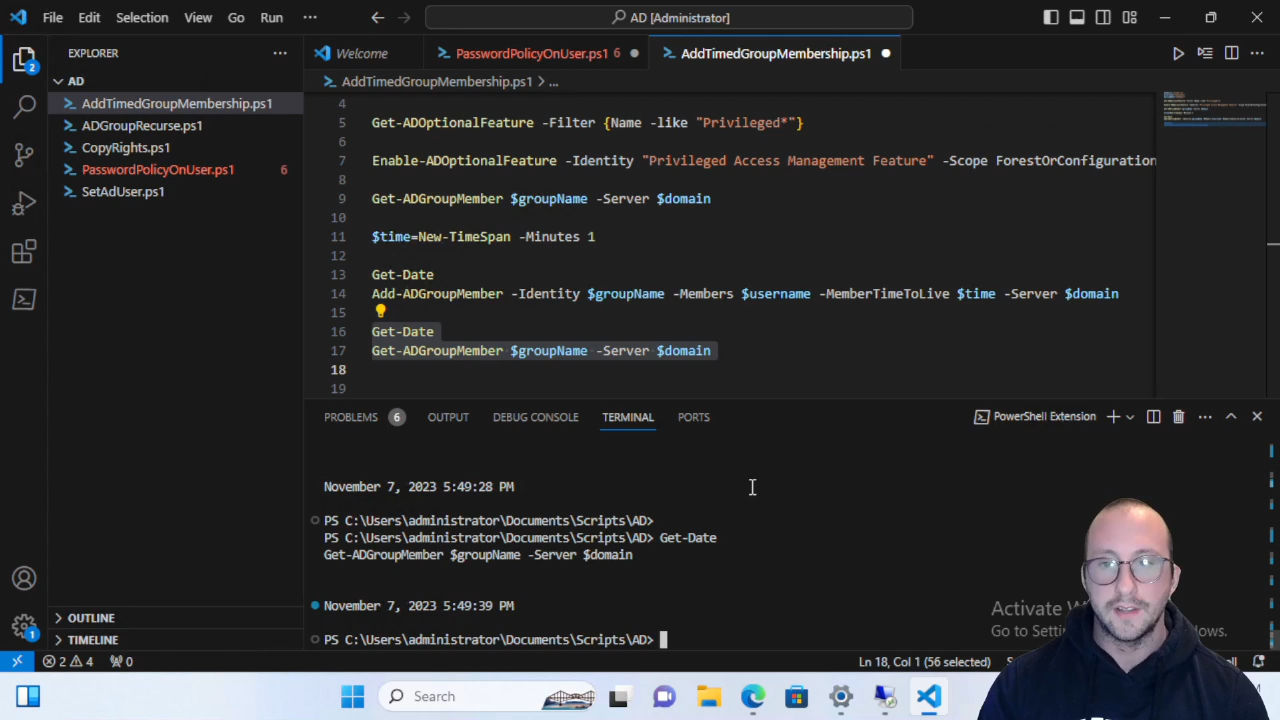 File Edit Selection View Go Run ··· AD [Administrator]
EXPLORER ···
Welcome PasswordPolicyOnUser.ps1 6 AddTimedGroupMembership.ps1
AD
AddTimedGroupMembership.ps1
ADGroupRecurse.ps1
CopyRights.ps1
PasswordPolicyOnUser.ps1 6
SetAdUser.ps1
OUTLINE
TIMELINE
2
1
AddTimedGroupMembership.ps1 > ...
4
5 Get-ADOptionalFeature -Filter {Name -like "Privileged*"}
6
7 Enable-ADOptionalFeature -Identity "Privileged Access Management Feature" -Scope ForestOrConfiguration
8
9 Get-ADGroupMember $groupName -Server $domain
10
11 $time=New-TimeSpan -Minutes 1
12
13 Get-Date
14 Add-ADGroupMember -Identity $groupName -Members $username -MemberTimeToLive $time -Server $domain
15
16 Get-Date
17 Get-ADGroupMember $groupName -Server $domain
18
19
PROBLEMS 6 OUTPUT DEBUG CONSOLE TERMINAL PORTS PowerShell Extension
November 7, 2023 5:49:28 PM
PS C:\Users\administrator\Documents\Scripts\AD>
PS C:\Users\administrator\Documents\Scripts\AD> Get-Date
Get-ADGroupMember $groupName -Server $domain
November 7, 2023 5:49:39 PM
PS C:\Users\administrator\Documents\Scripts\AD>
Activate
Go to
2 4 0 Ln 18, Col 1 (56 selected)
Search